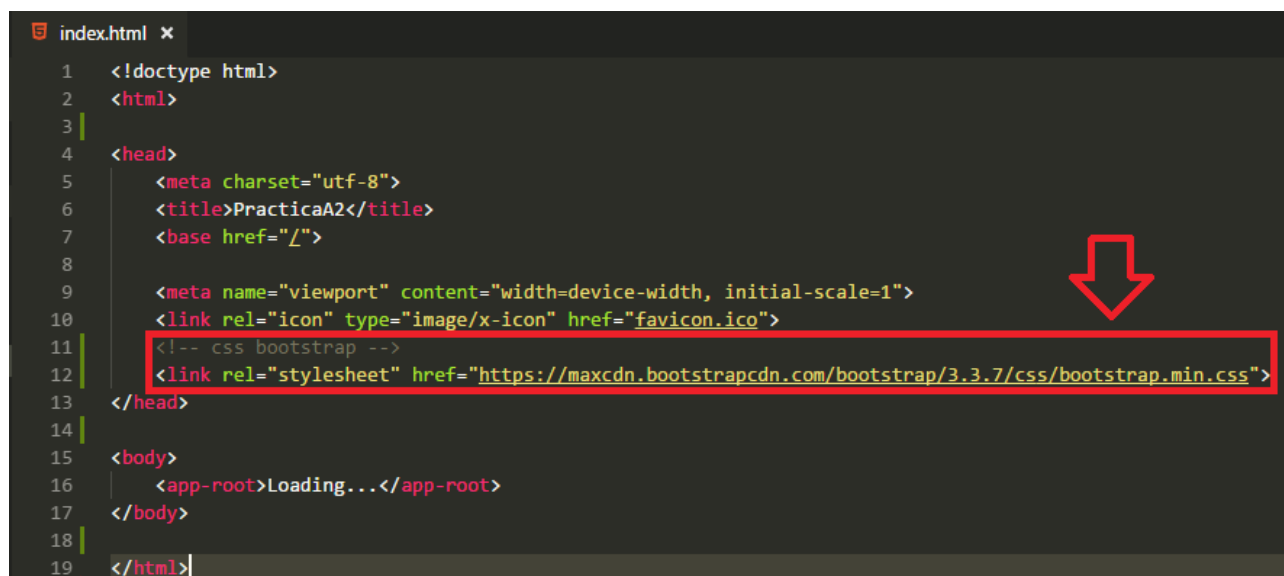 index.html ×
1 <!doctype html>
2 <html>
3
4 <head>
5 <meta charset="utf-8">
6 <title>PracticaA2</title>
7 <base href="/">
8
9 <meta name="viewport" content="width=device-width, initial-scale=1">
10 <link rel="icon" type="image/x-icon" href="favicon.ico">
11 <!-- css bootstrap -->
12 <link rel="stylesheet" href="https://maxcdn.bootstrapcdn.com/bootstrap/3.3.7/css/bootstrap.min.css">
13 </head>
14
15 <body>
16 <app-root>Loading...</app-root>
17 </body>
18
19 </html>